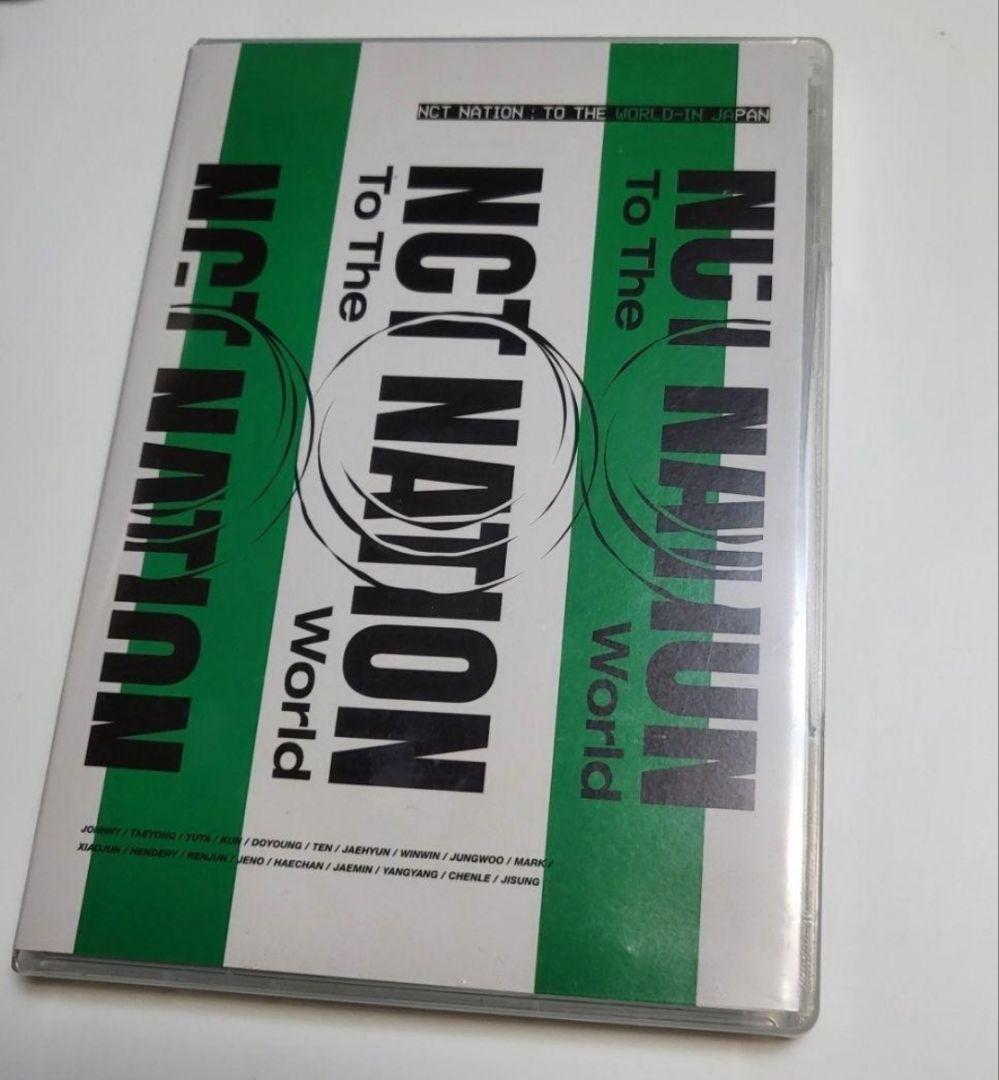 NCT NATION : TO THE WORLD-IN JAPAN
NCT NATION
To The
World
NCT NATION
To The
World
NCT NATION
JOHNNY / TAEYONG / YUTA / KUN / DOYOUNG / TEN / JAEHYUN / WINWIN / JUNGWOO / MARK /
XIAOJUN / HENDERY / RENJUN / JENO / HAECHAN / JAEMIN / YANGYANG / CHENLE / JISUNG